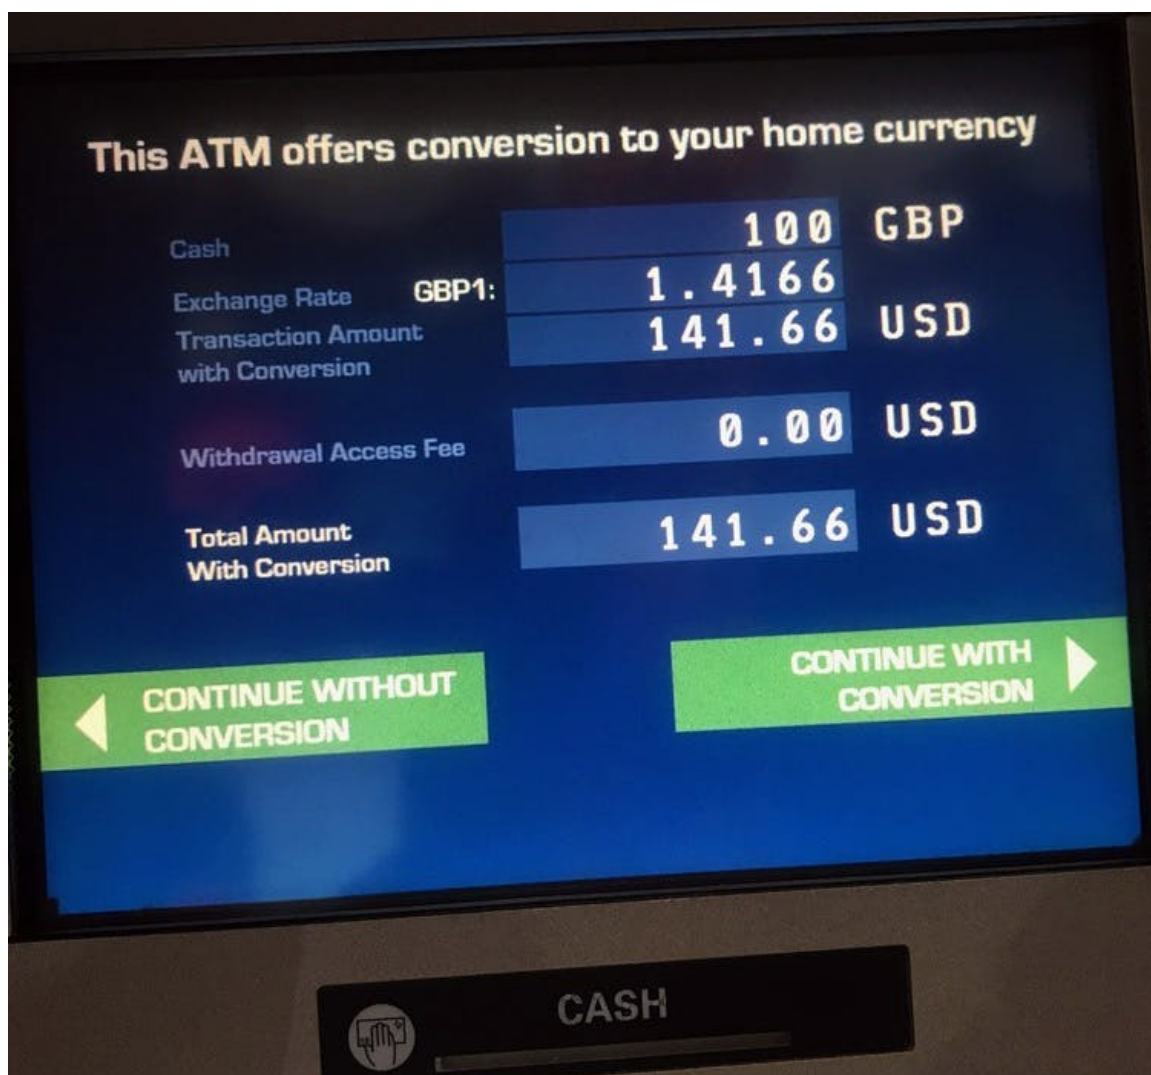 This ATM offers conversion to your home currency
Cash 100 GBP
Exchange Rate GBP1: 1.4166
Transaction Amount
with Conversion 141.66 USD
Withdrawal Access Fee 0.00 USD
Total Amount
With Conversion 141.66 USD
CONTINUE WITHOUT
CONVERSION
CONTINUE WITH
CONVERSION
CASH